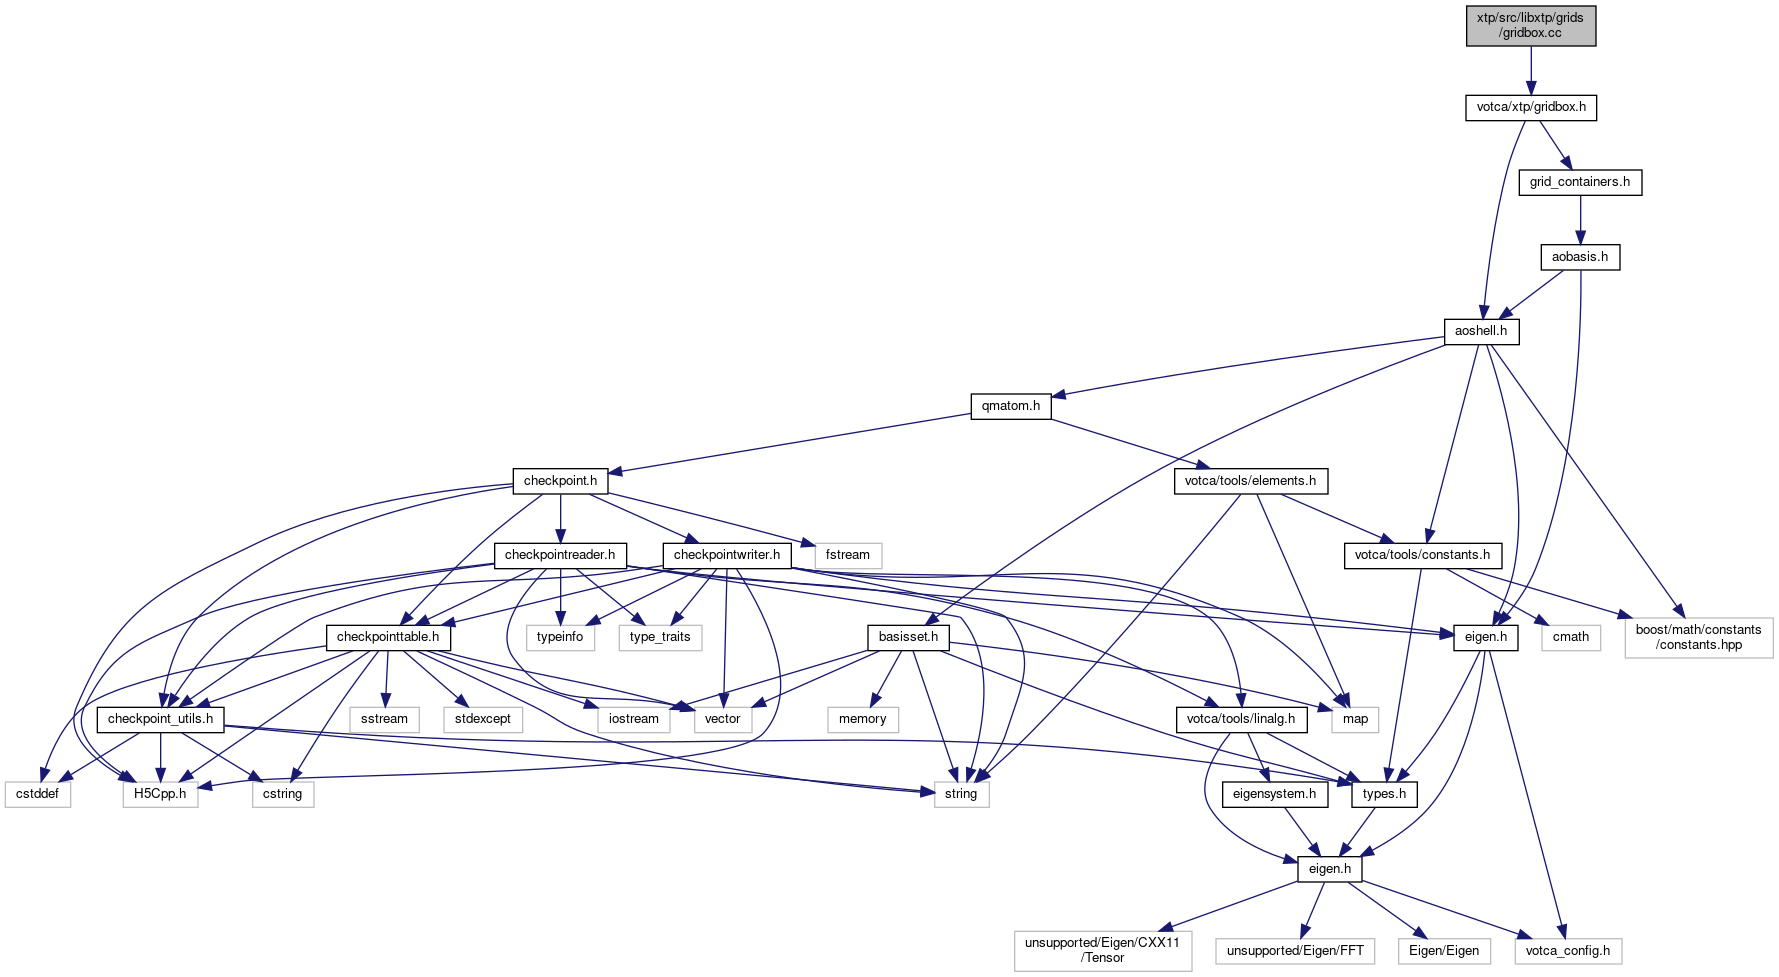 xtp/src/libxtp/grids
/gridbox.cc
votca/xtp/gridbox.h
grid_containers.h
aobasis.h
aoshell.h
qmatom.h
checkpoint.h
votca/tools/elements.h
checkpointreader.h
checkpointwriter.h
fstream
votca/tools/constants.h
checkpointtable.h
typeinfo
type_traits
basisset.h
eigen.h
cmath
boost/math/constants
/constants.hpp
checkpoint_utils.h
sstream
stdexcept
iostream
vector
memory
votca/tools/linalg.h
map
cstddef
H5Cpp.h
cstring
string
eigensystem.h
types.h
eigen.h
unsupported/Eigen/CXX11
/Tensor
unsupported/Eigen/FFT
Eigen/Eigen
votca_config.h